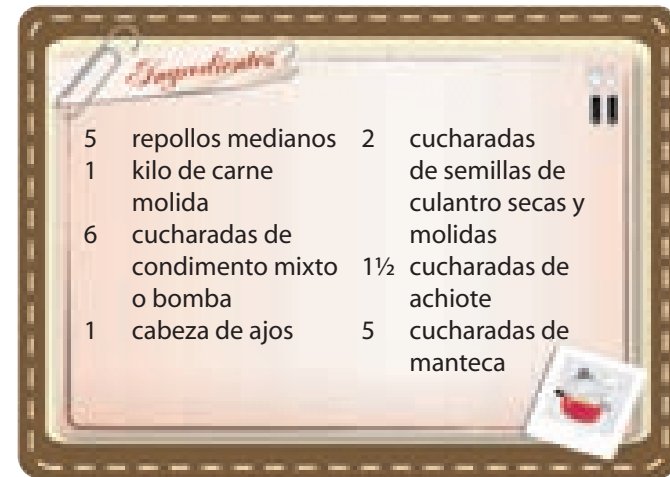 Ingredientes
5 repollos medianos
1 kilo de carne
molida
6 cucharadas de
condimento mixto
o bomba
1 cabeza de ajos
2 cucharadas
de semillas de
culantro secas y
molidas
1½ cucharadas de
achiote
5 cucharadas de
manteca